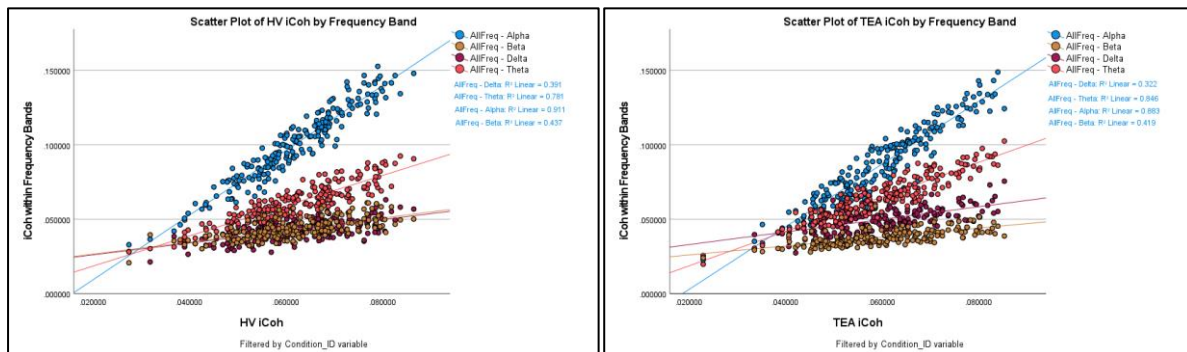 Scatter Plot of HV iCoh by Frequency Band
AllFreq - Alpha
AllFreq - Beta
AllFreq - Delta
AllFreq - Theta
AllFreq - Delta: R² Linear = 0.391
AllFreq - Theta: R² Linear = 0.781
AllFreq - Alpha: R² Linear = 0.911
AllFreq - Beta: R² Linear = 0.437
iCoh within Frequency Bands
.150000
.100000
.050000
.000000
.020000 .040000 .060000 .080000
HV iCoh
Filtered by Condition_ID variable
Scatter Plot of TEA iCoh by Frequency Band
AllFreq - Alpha
AllFreq - Beta
AllFreq - Delta
AllFreq - Theta
AllFreq - Delta: R² Linear = 0.322
AllFreq - Theta: R² Linear = 0.846
AllFreq - Alpha: R² Linear = 0.883
AllFreq - Beta: R² Linear = 0.419
iCoh within Frequency Bands
.150000
.100000
.050000
.000000
.020000 .040000 .060000 .080000
TEA iCoh
Filtered by Condition_ID variable